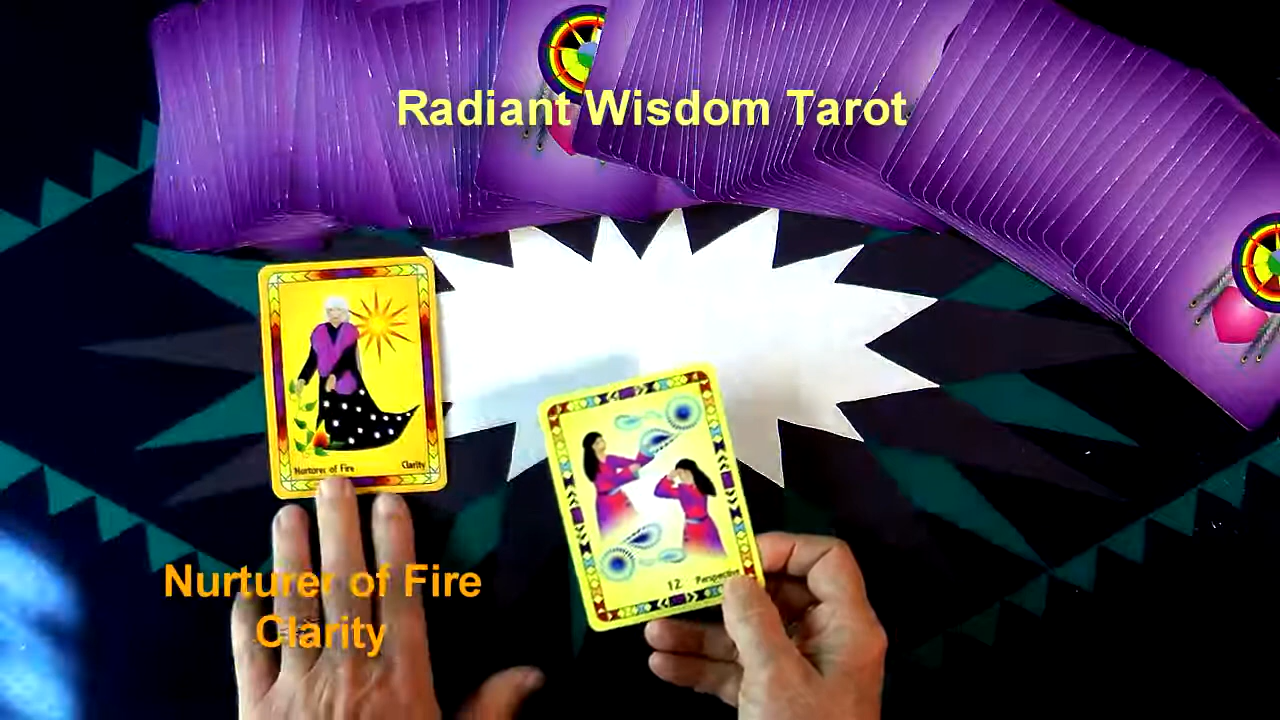 Radiant Wisdom Tarot
Nurturer of Fire Clarity
12 Perspective
Nurturer of Fire
Clarity